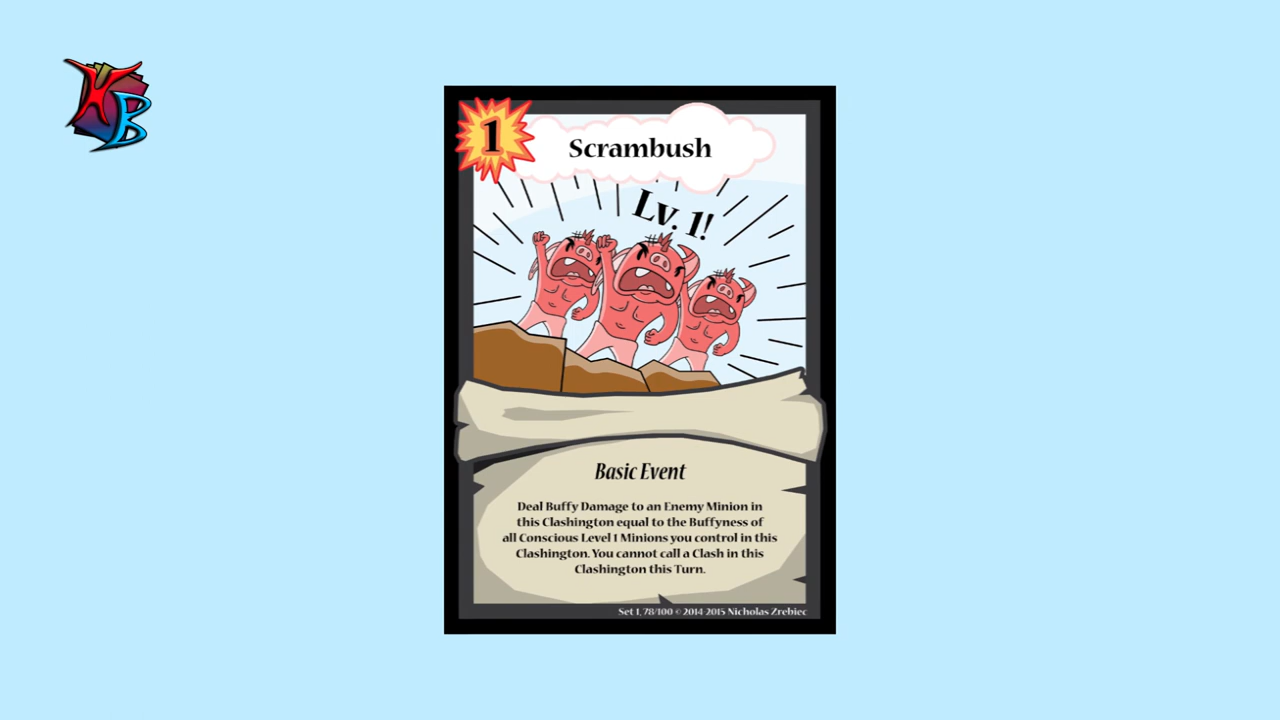 KB
1
Scrambush
Lv. 1!
Basic Event
Deal Buffy Damage to an Enemy Minion in
this Clashington equal to the Buffyness of
all Conscious Level 1 Minions you control in this
Clashington. You cannot call a Clash in this
Clashington this Turn.
Set 1, 78/100 © 2014-2015 Nicholas Zrebiec